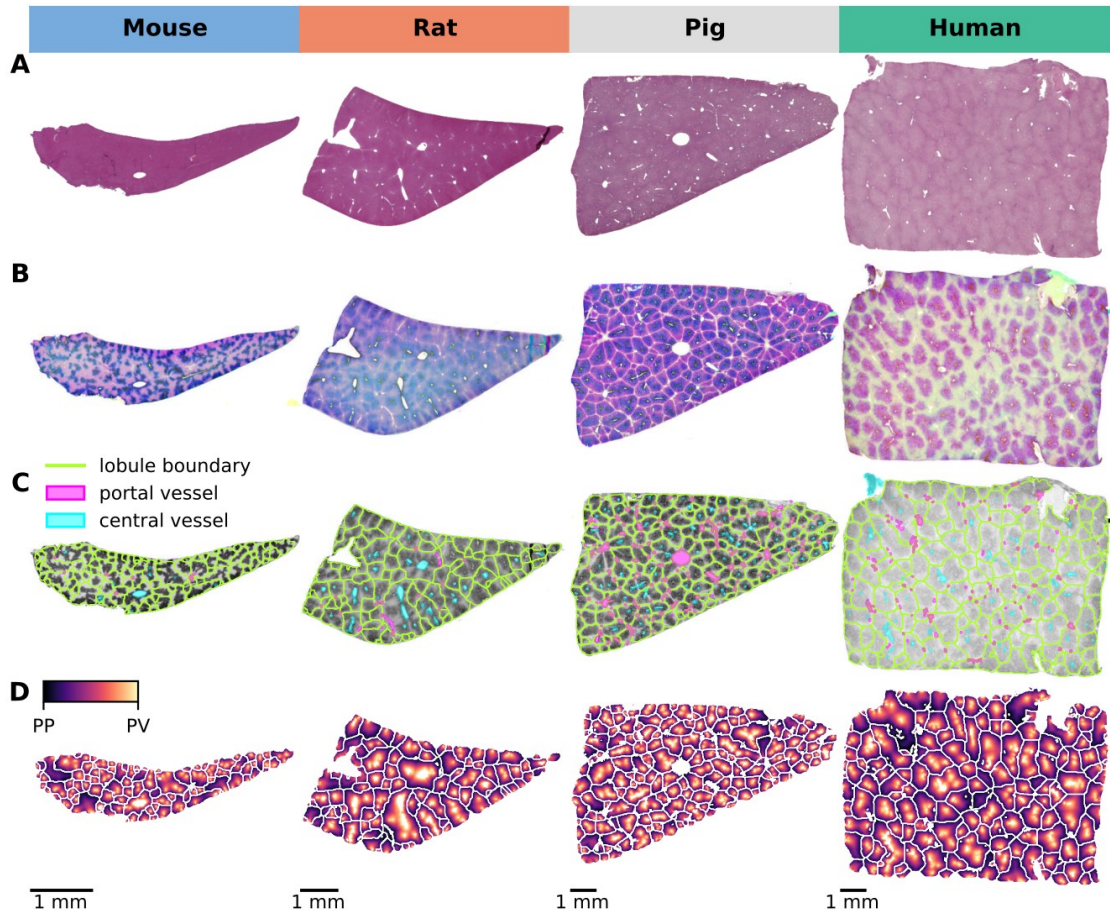 Mouse Rat Pig Human
A
B
lobule boundary
C
portal vessel
central vessel
D
PP PV
1 mm 1 mm 1 mm 1 mm